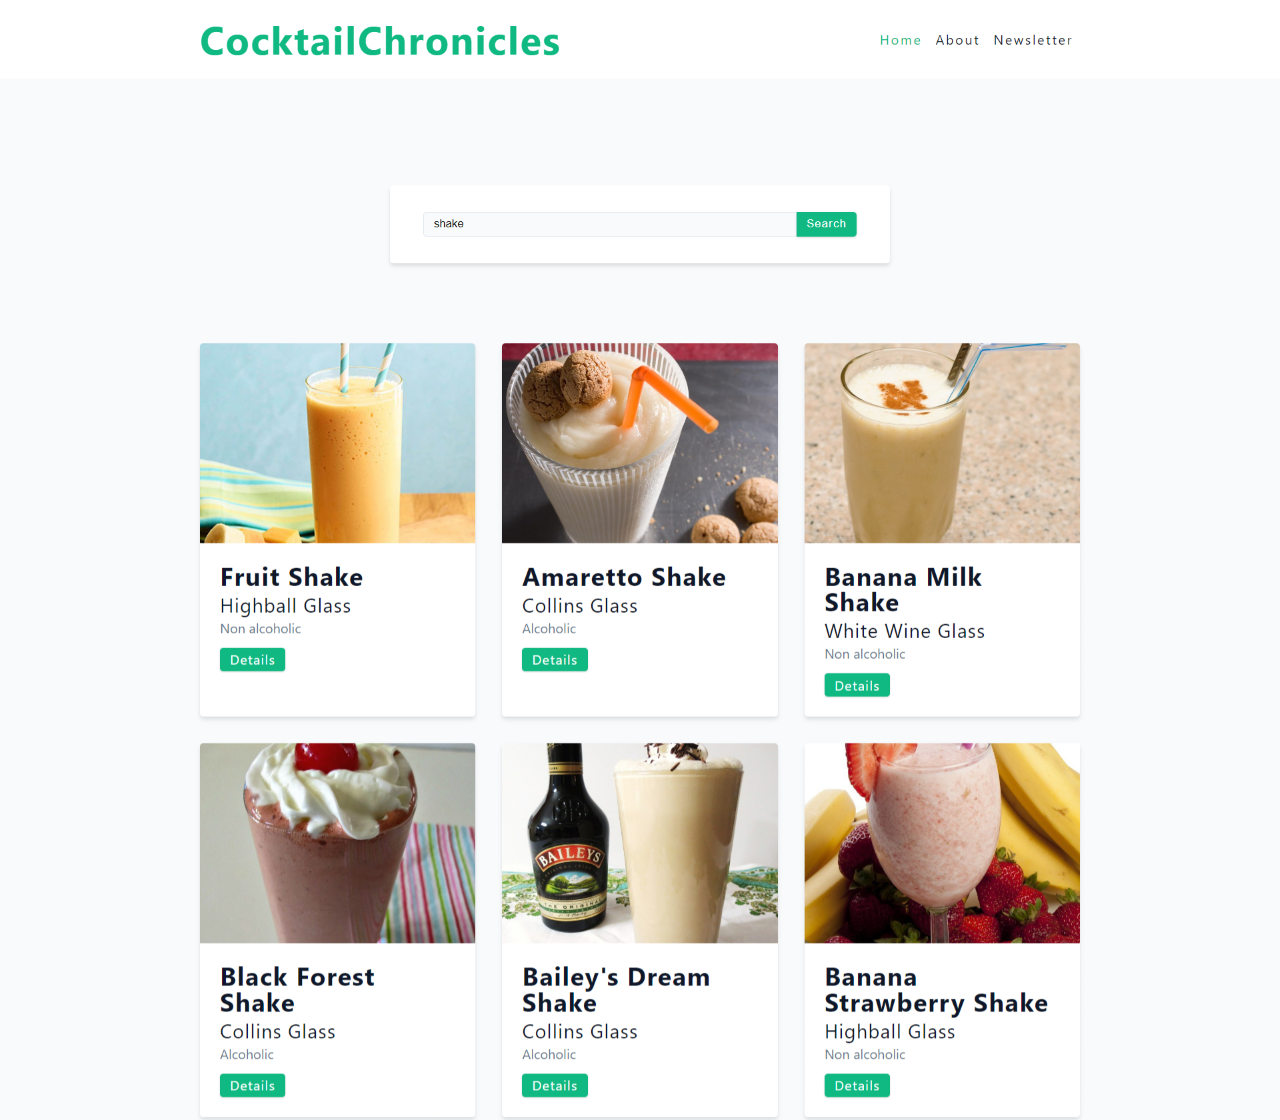 CocktailChronicles
Home About Newsletter
shake
Search
Fruit Shake
Highball Glass
Non alcoholic
Details
Amaretto Shake
Collins Glass
Alcoholic
Details
Banana Milk
Shake
White Wine Glass
Non alcoholic
Details
BAILEYS
THE ORIGINAL
Black Forest
Shake
Collins Glass
Alcoholic
Details
Bailey's Dream
Shake
Collins Glass
Alcoholic
Details
Banana
Strawberry Shake
Highball Glass
Non alcoholic
Details